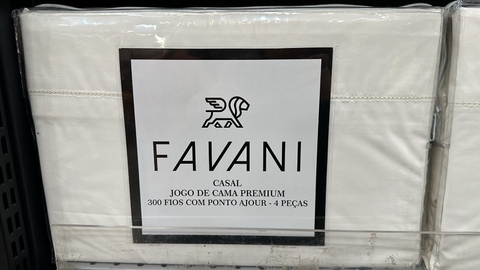 FAVANI
CASAL
JOGO DE CAMA PREMIUM
300 FIOS COM PONTO AJOUR - 4 PEÇAS